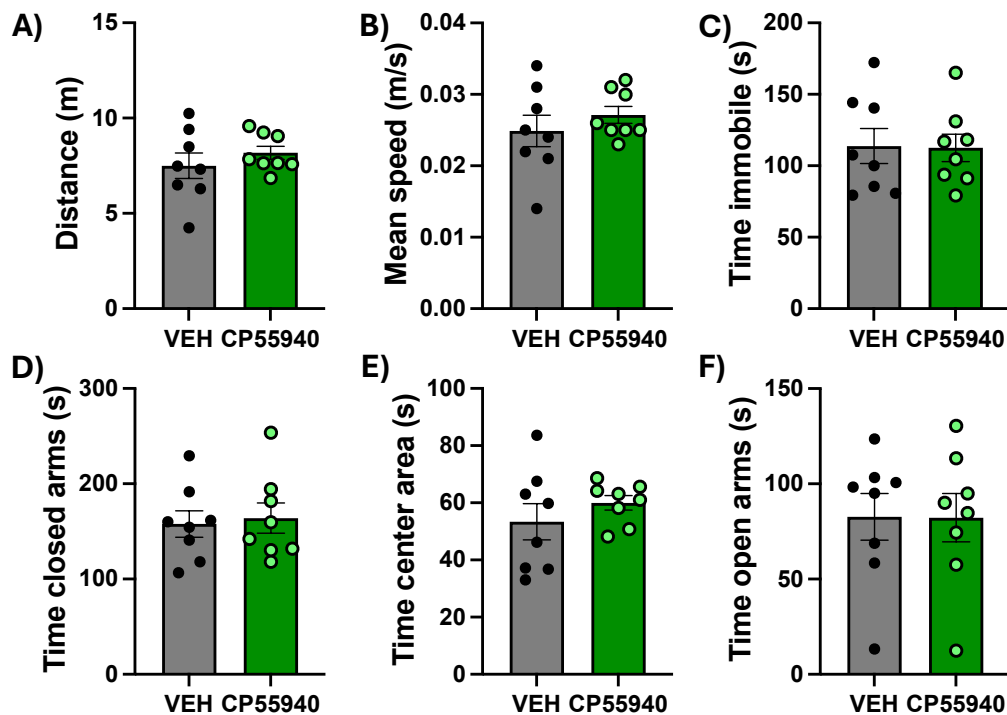 A)
Distance (m)
15
10
5
0
VEH CP55940
B)
Mean speed (m/s)
0.04
0.03
0.02
0.01
0.00
VEH CP55940
C)
Time immobile (s)
200
150
100
50
0
VEH CP55940
D)
Time closed arms (s)
300
200
100
0
VEH CP55940
E)
Time center area (s)
100
80
60
40
20
0
VEH CP55940
F)
Time open arms (s)
150
100
50
0
VEH CP55940